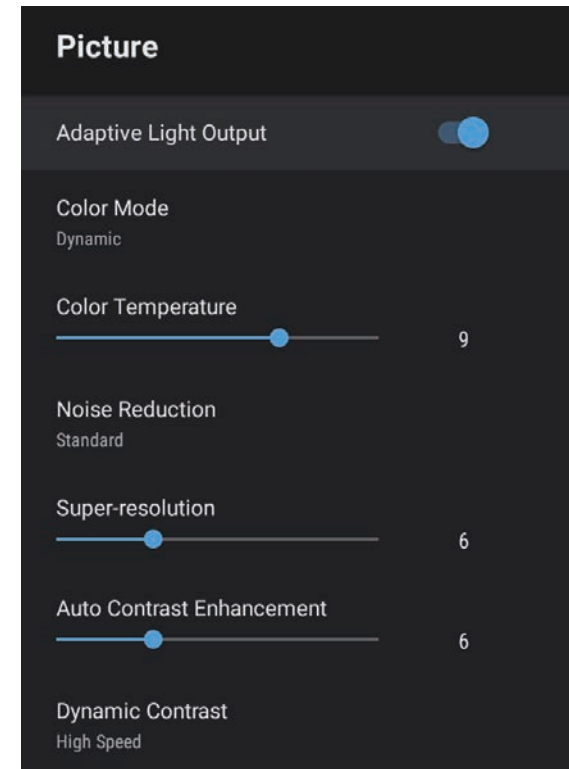 Picture
Adaptive Light Output
Color Mode
Dynamic
Color Temperature
9
Noise Reduction
Standard
Super-resolution
6
Auto Contrast Enhancement
6
Dynamic Contrast
High Speed